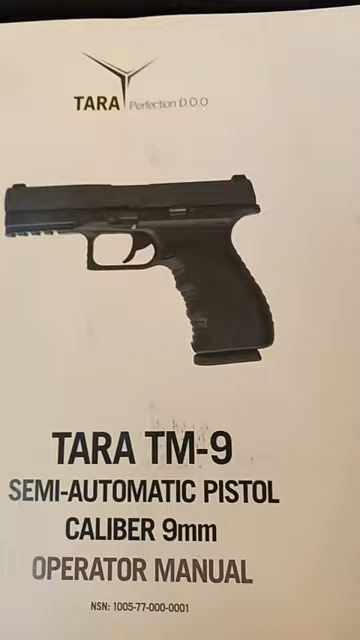 TARA Perfection D.O.O
TARA TM-9
SEMI-AUTOMATIC PISTOL
CALIBER 9mm
OPERATOR MANUAL
NSN: 1005-77-000-0001